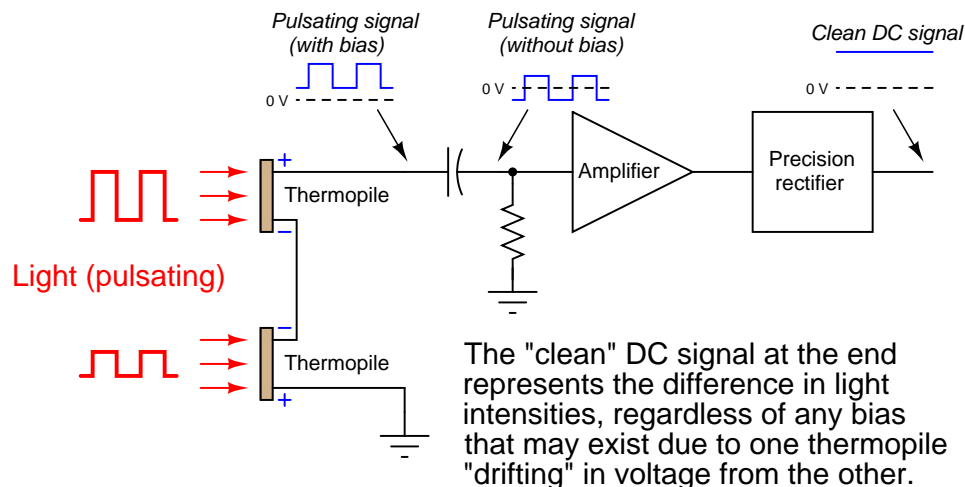 Pulsating signal
(with bias)
Pulsating signal
(without bias)
Clean DC signal
0 V
0 V
0 V
+
Thermopile
−
Amplifier
Precision
rectifier
Light (pulsating)
−
Thermopile
+
The "clean" DC signal at the end
represents the difference in light
intensities, regardless of any bias
that may exist due to one thermopile
"drifting" in voltage from the other.